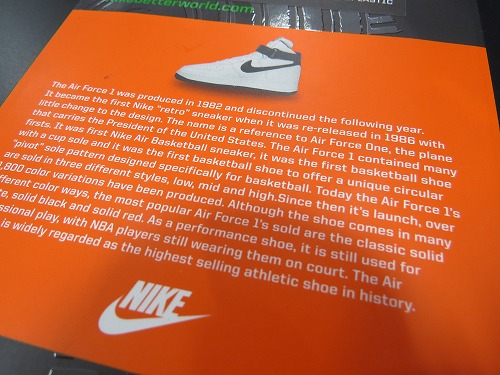 betterworld.com
PLASTIC
The Air Force 1 was produced in 1982 and discontinued the following year.
It became the first Nike "retro" sneaker when it was re-released in 1986 with
little change to the design. The name is a reference to Air Force One, the plane
that carries the President of the United States. The Air Force 1 contained many
firsts. It was first Nike Air Basketball sneaker, it was the first basketball shoe
with a cup sole and it was the first basketball shoe to offer a unique circular
"pivot" sole pattern designed specifically for basketball. Today the Air Force 1's
are sold in three different styles, low, mid and high.Since then it's launch, over
,800 color variations have been produced. Although the shoe comes in many
fferent color ways, the most popular Air Force 1's sold are the classic solid
e, solid black and solid red. As a performance shoe, it is still used for
ssional play, with NBA players still wearing them on court. The Air
is widely regarded as the highest selling athletic shoe in history.
NIKE